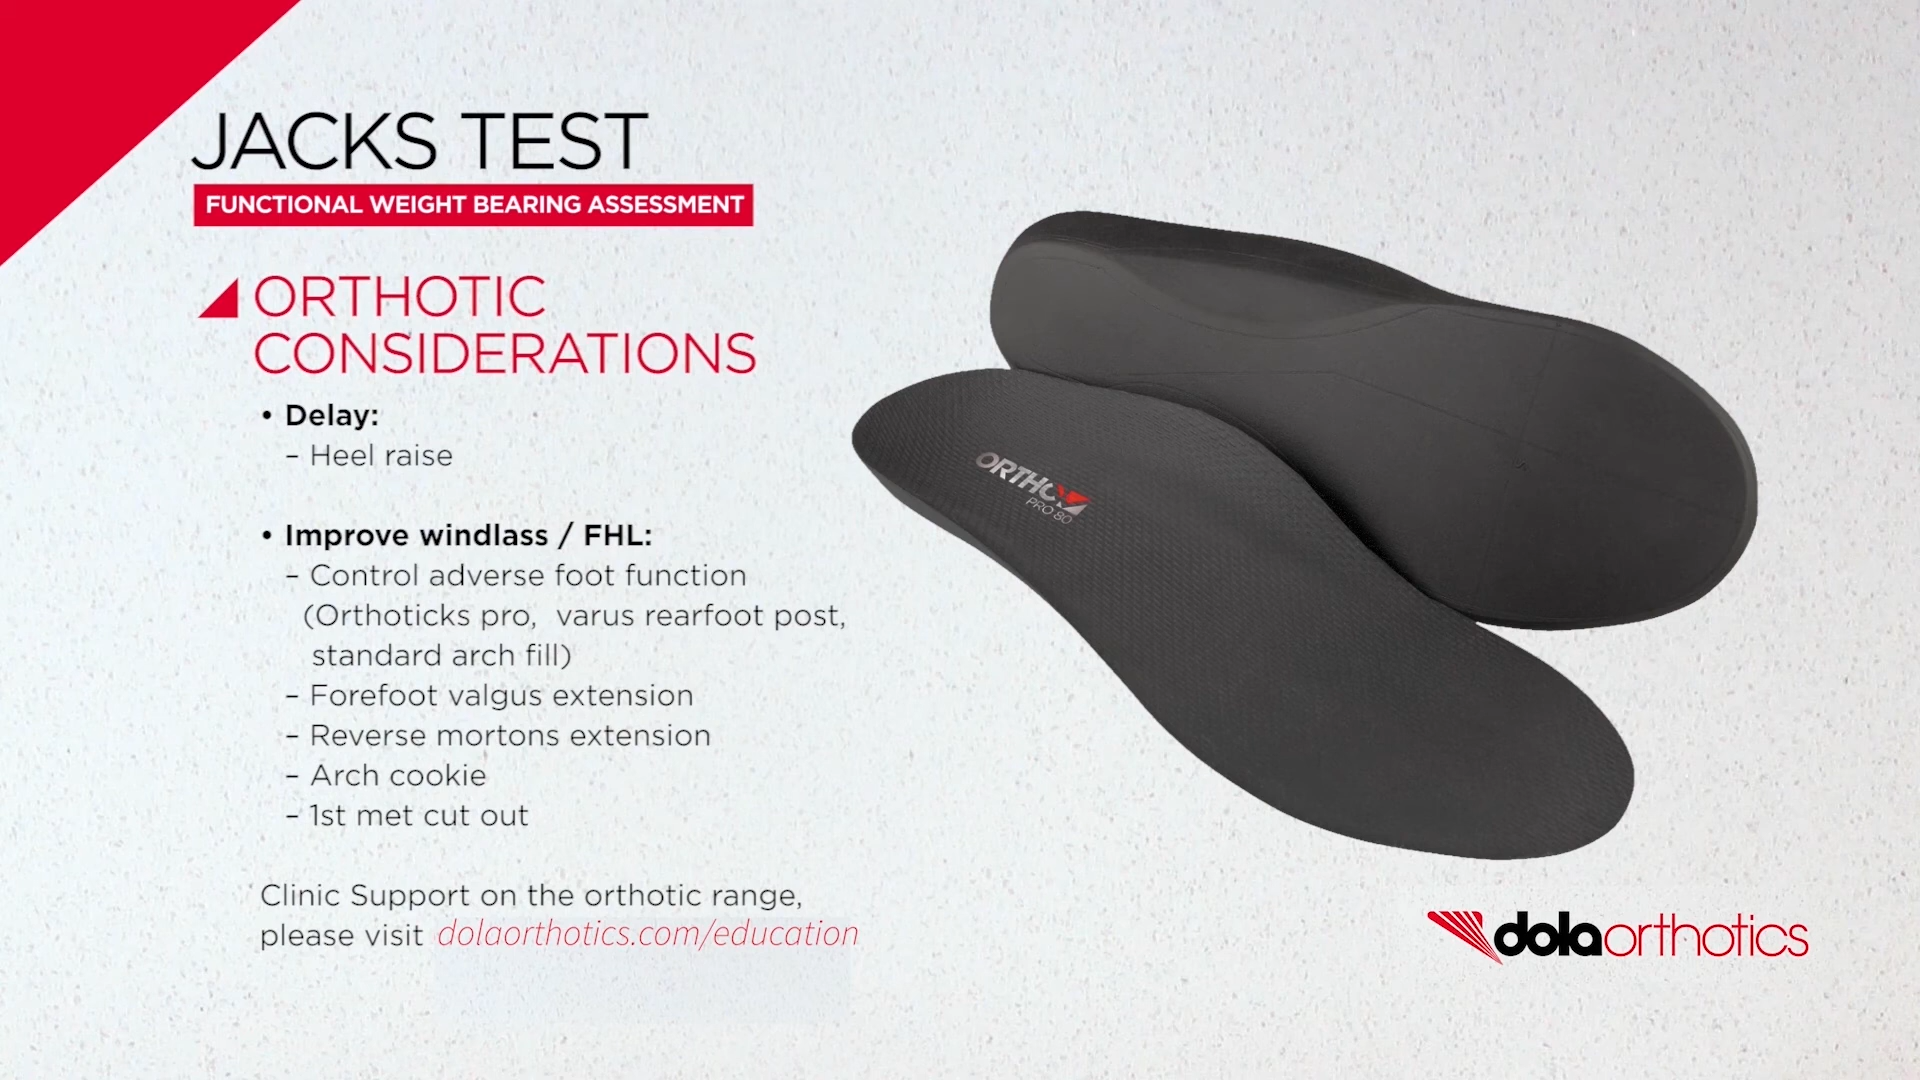 JACKS TEST
FUNCTIONAL WEIGHT BEARING ASSESSMENT
ORTHOTIC
CONSIDERATIONS
• Delay:
– Heel raise
• Improve windlass / FHL:
– Control adverse foot function
(Orthoticks pro, varus rearfoot post,
standard arch fill)
– Forefoot valgus extension
– Reverse mortons extension
– Arch cookie
– 1st met cut out
Clinic Support on the orthotic range,
please visit dolaorthotics.com/education
ORTHO
PRO 80
dolaorthotics